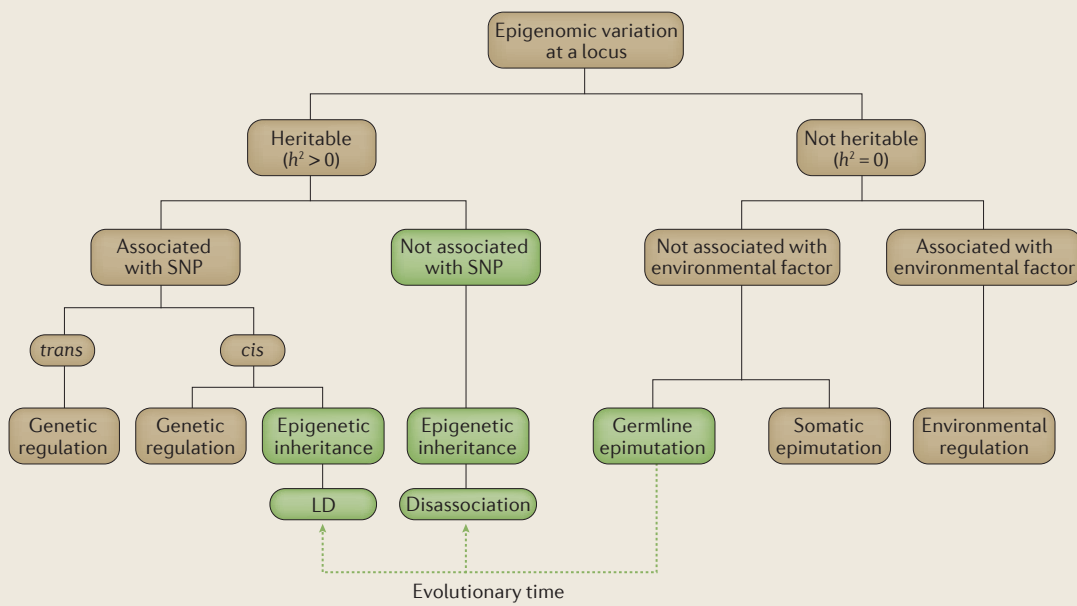 Epigenomic variation
at a locus
Heritable
(h² > 0)
Not heritable
(h² = 0)
Associated
with SNP
Not associated
with SNP
Not associated with
environmental factor
Associated with
environmental factor
trans
cis
Genetic
regulation
Genetic
regulation
Epigenetic
inheritance
Epigenetic
inheritance
Germline
epimutation
Somatic
epimutation
Environmental
regulation
LD
Disassociation
Evolutionary time